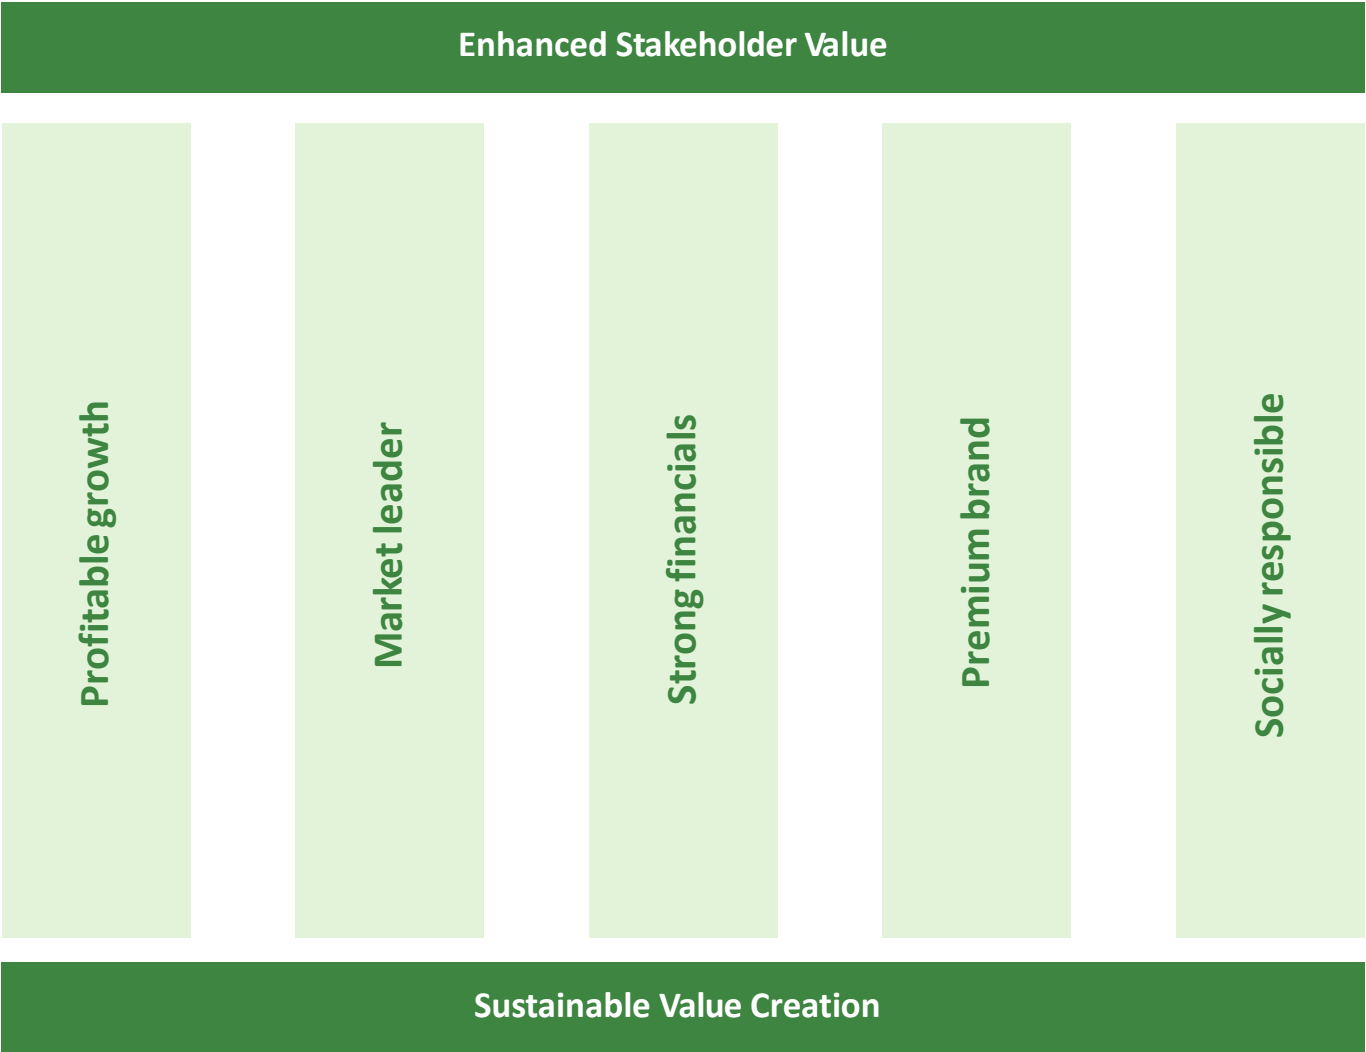 Enhanced Stakeholder Value
Profitable growth
Market leader
Strong financials
Premium brand
Socially responsible
Sustainable Value Creation